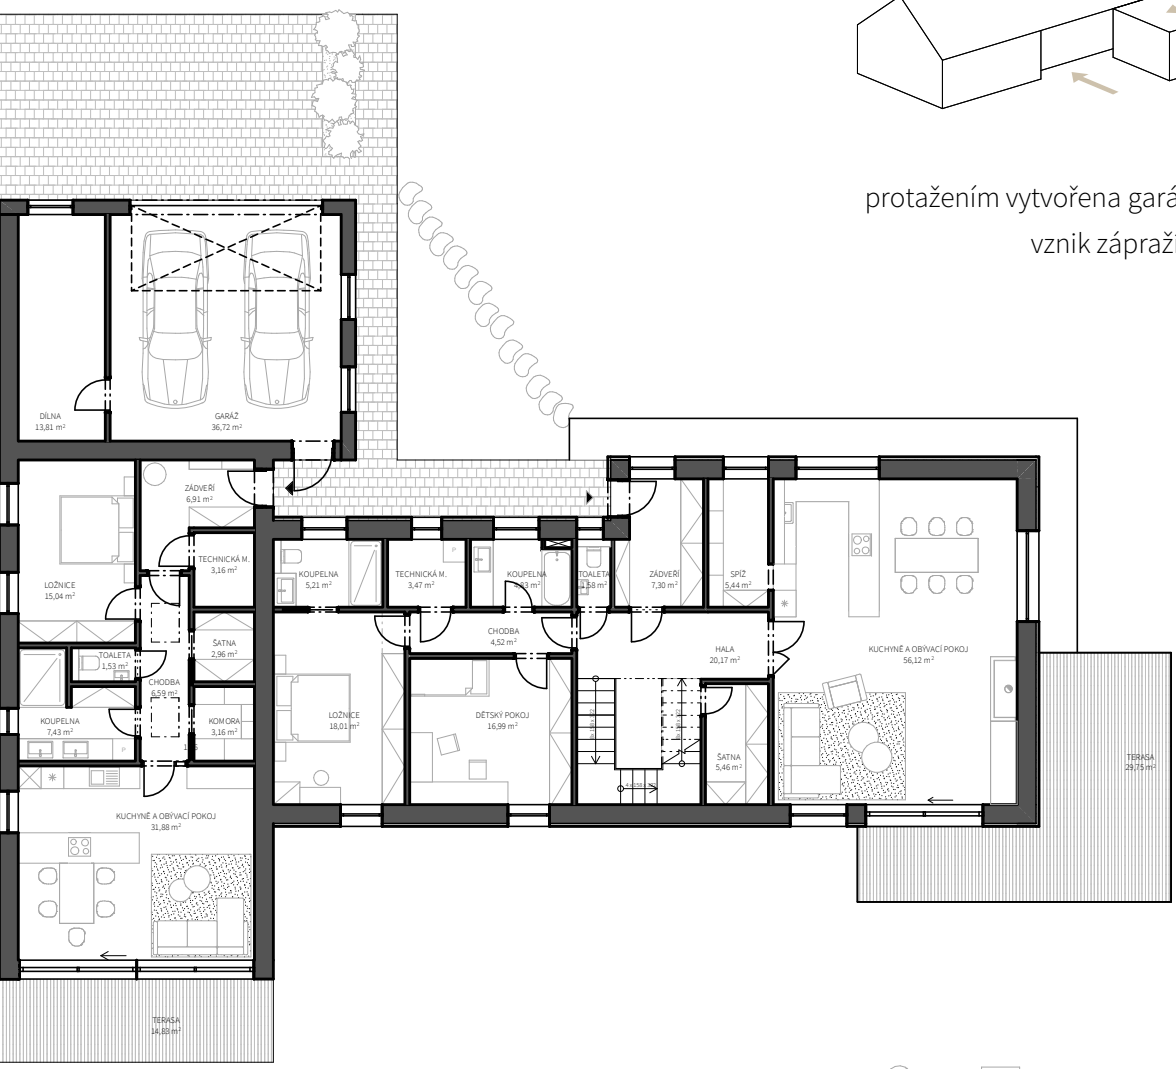 protažením vytvořena gará
vznik zápraží
DÍLNA
13,81 m²
GARÁŽ
36,72 m²
ZÁDVEŘÍ
6,91 m²
TECHNICKÁ M.
3,16 m²
LOŽNICE
15,04 m²
ŠATNA
2,96 m²
TOALETA
1,53 m²
CHODBA
6,59 m²
KOUPELNA
7,43 m²
KOMORA
3,16 m²
KUCHYNĚ A OBÝVACÍ POKOJ
31,88 m²
TERASA
14,83 m²
KOUPELNA
5,21 m²
TECHNICKÁ M.
3,47 m²
KOUPELNA
TOALETA
ZÁDVEŘÍ
7,30 m²
SPÍŽ
5,44 m²
CHODBA
4,52 m²
HALA
20,17 m²
KUCHYNĚ A OBÝVACÍ POKOJ
56,12 m²
LOŽNICE
18,01 m²
DĚTSKÝ POKOJ
16,99 m²
ŠATNA
5,46 m²
TERASA
29,75 m²
P
P